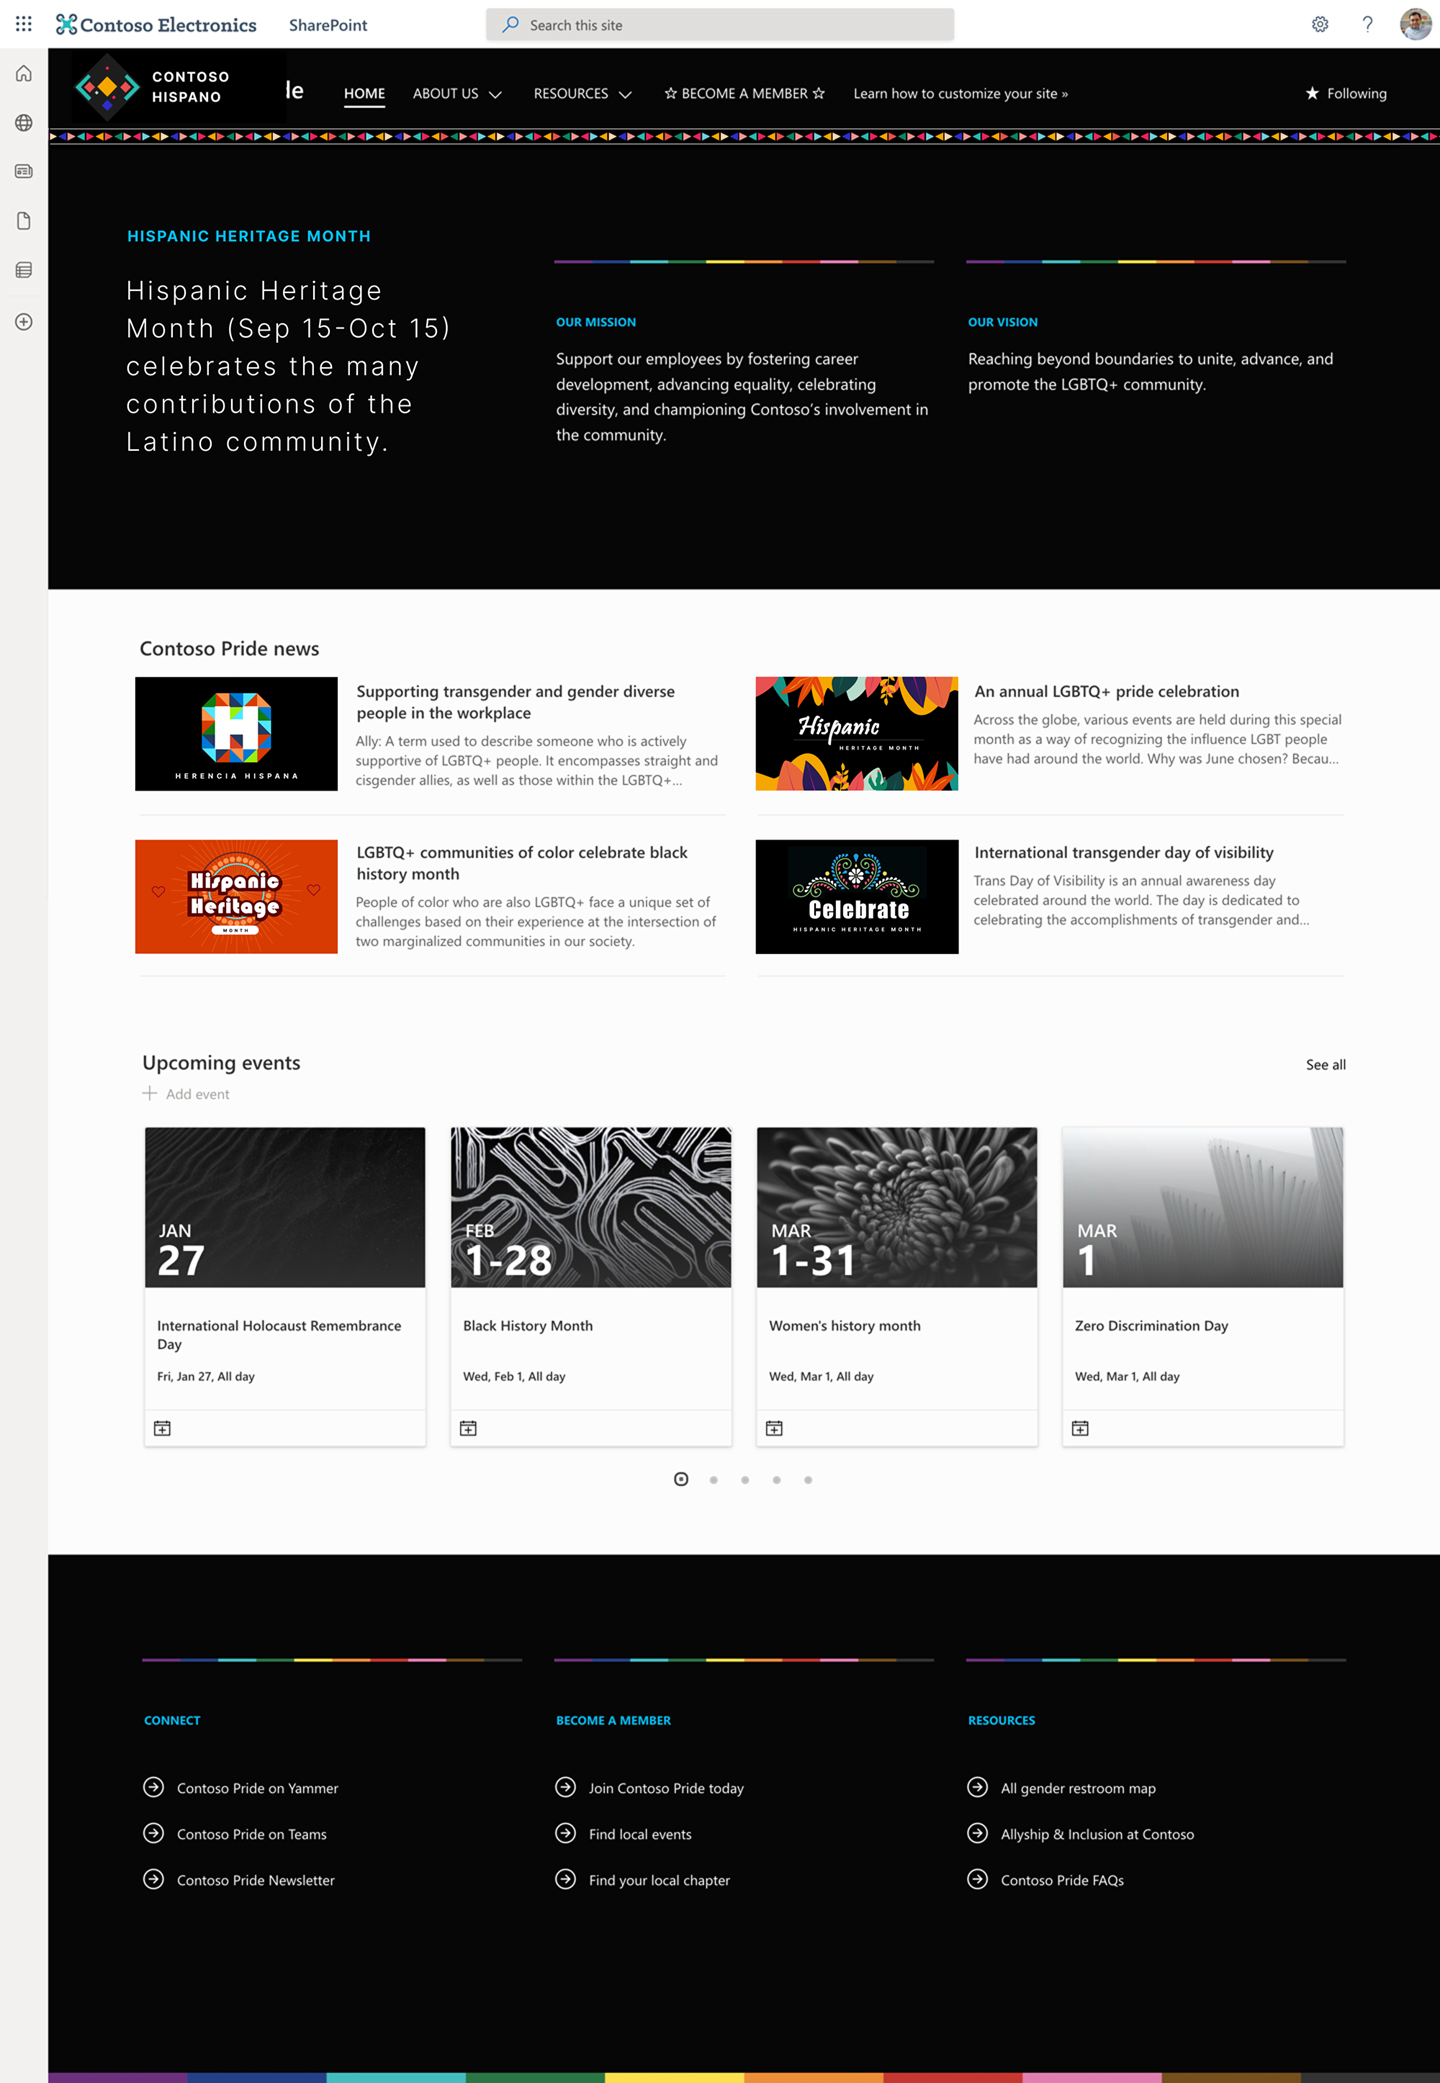 Contoso Electronics
SharePoint
Search this site
?
CONTOSO
HISPANO
de
HOME
ABOUT US
RESOURCES
☆ BECOME A MEMBER ☆
Learn how to customize your site »
★ Following
HISPANIC HERITAGE MONTH
Hispanic Heritage
Month (Sep 15-Oct 15)
celebrates the many
contributions of the
Latino community.
OUR MISSION
Support our employees by fostering career
development, advancing equality, celebrating
diversity, and championing Contoso's involvement in
the community.
OUR VISION
Reaching beyond boundaries to unite, advance, and
promote the LGBTQ+ community.
Contoso Pride news
H
HERENCIA HISPANA
Supporting transgender and gender diverse
people in the workplace
Ally: A term used to describe someone who is actively
supportive of LGBTQ+ people. It encompasses straight and
cisgender allies, as well as those within the LGBTQ+...
Hispanic
HERITAGE MONTH
An annual LGBTQ+ pride celebration
Across the globe, various events are held during this special
month as a way of recognizing the influence LGBT people
have had around the world. Why was June chosen? Becau...
Hispanic
Heritage
MONTH
LGBTQ+ communities of color celebrate black
history month
People of color who are also LGBTQ+ face a unique set of
challenges based on their experience at the intersection of
two marginalized communities in our society.
Celebrate
HISPANIC HERITAGE MONTH
International transgender day of visibility
Trans Day of Visibility is an annual awareness day
celebrated around the world. The day is dedicated to
celebrating the accomplishments of transgender and...
Upcoming events
See all
Add event
JAN
27
International Holocaust Remembrance
Day
Fri, Jan 27, All day
FEB
1-28
Black History Month
Wed, Feb 1, All day
MAR
1-31
Women's history month
Wed, Mar 1, All day
MAR
1
Zero Discrimination Day
Wed, Mar 1, All day
CONNECT
Contoso Pride on Yammer
Contoso Pride on Teams
Contoso Pride Newsletter
BECOME A MEMBER
Join Contoso Pride today
Find local events
Find your local chapter
RESOURCES
All gender restroom map
Allyship & Inclusion at Contoso
Contoso Pride FAQs